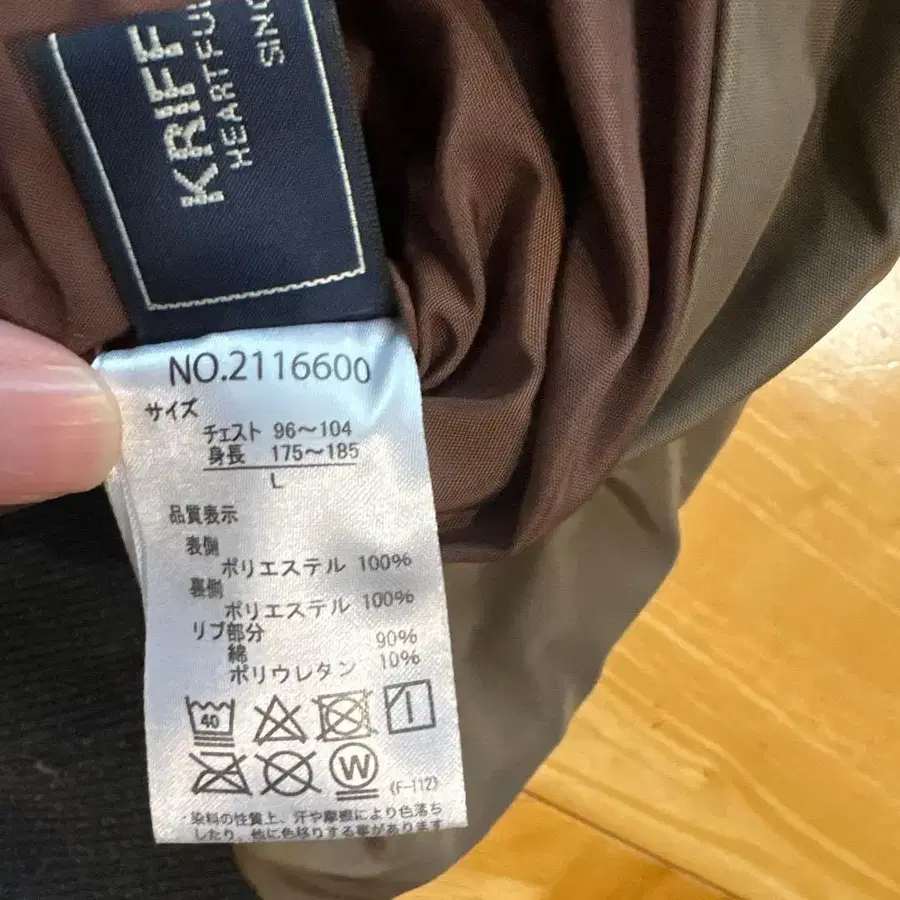 KRIFF
HEARTFUL
SINC
NO.2116600
サイズ
チェスト 96～104
身長 175～185
L
品質表示
表側
ポリエステル 100%
裏側
ポリエステル 100%
リブ部分
綿 90%
ポリウレタン 10%
40
W
(F-112)
・染料の性質上、汗や摩擦により色落ち
したり、他に色移りする事があります